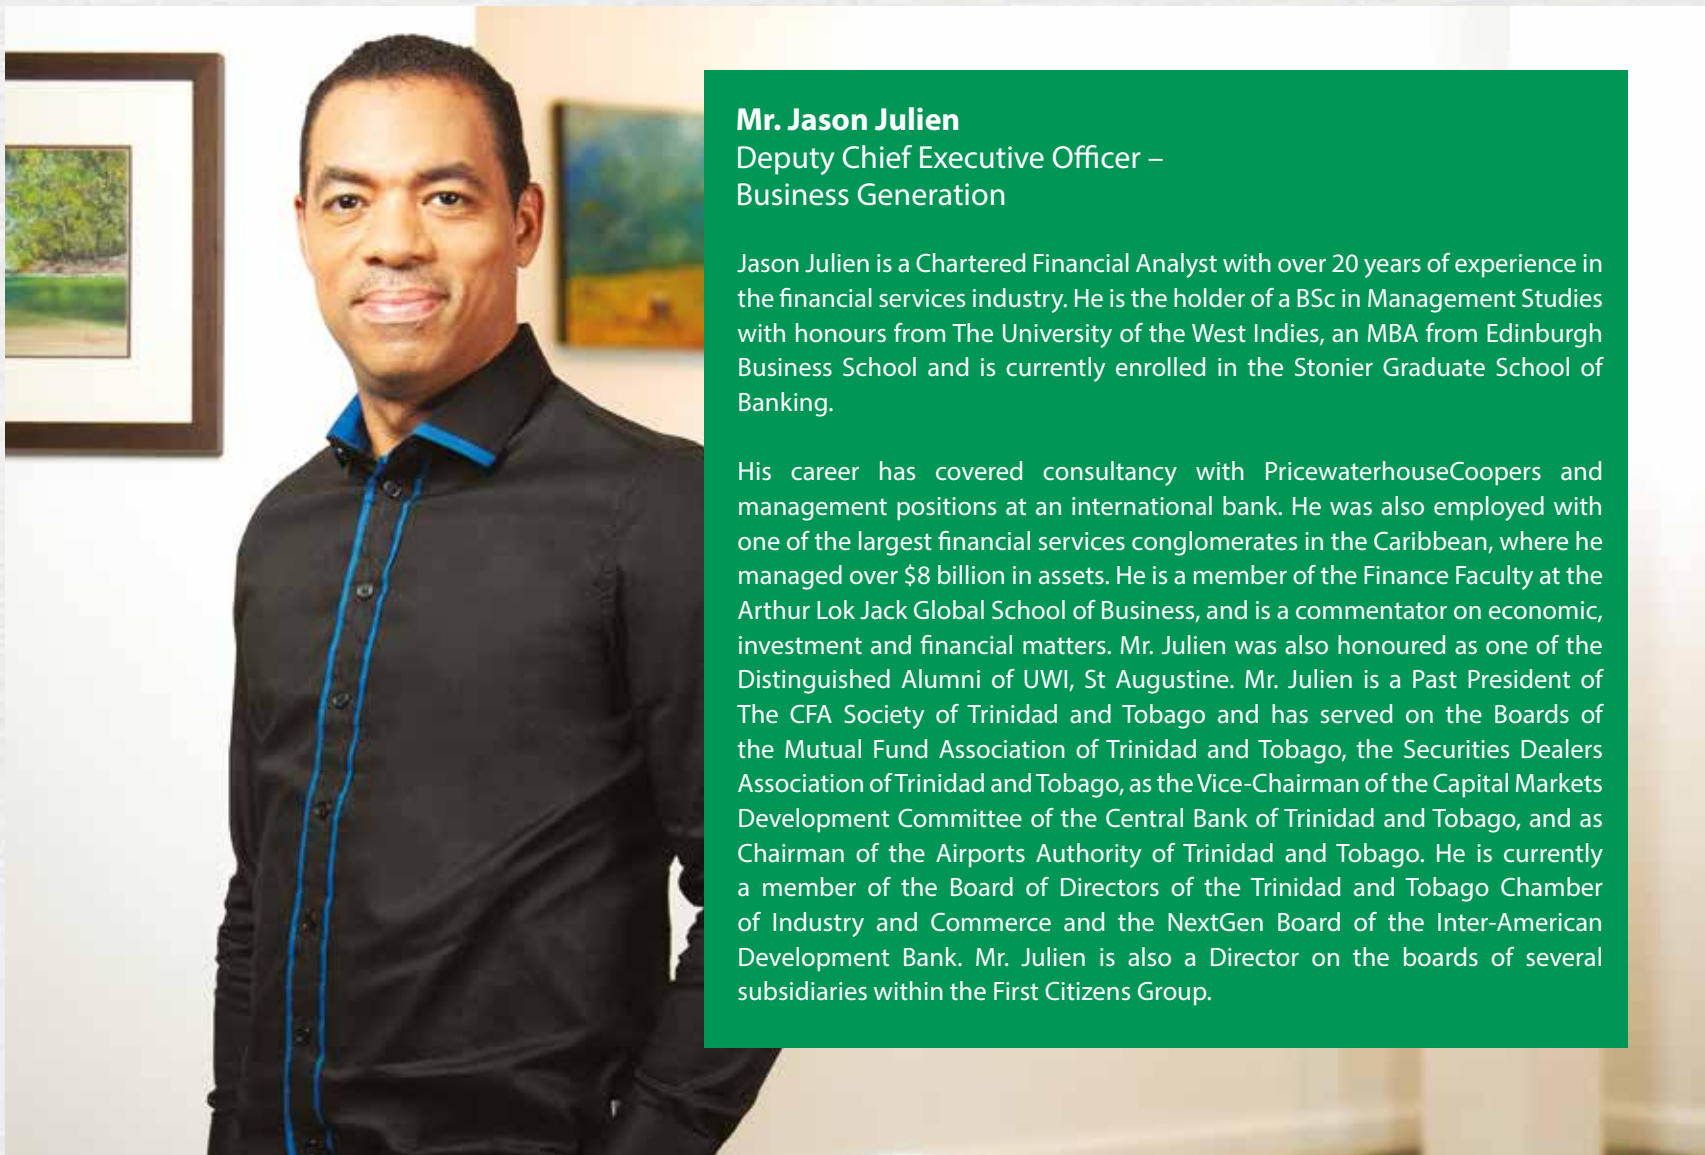 Mr. Jason Julien
Deputy Chief Executive Officer –
Business Generation
Jason Julien is a Chartered Financial Analyst with over 20 years of experience in
the financial services industry. He is the holder of a BSc in Management Studies
with honours from The University of the West Indies, an MBA from Edinburgh
Business School and is currently enrolled in the Stonier Graduate School of
Banking.
His career has covered consultancy with PricewaterhouseCoopers and
management positions at an international bank. He was also employed with
one of the largest financial services conglomerates in the Caribbean, where he
managed over $8 billion in assets. He is a member of the Finance Faculty at the
Arthur Lok Jack Global School of Business, and is a commentator on economic,
investment and financial matters. Mr. Julien was also honoured as one of the
Distinguished Alumni of UWI, St Augustine. Mr. Julien is a Past President of
The CFA Society of Trinidad and Tobago and has served on the Boards of
the Mutual Fund Association of Trinidad and Tobago, the Securities Dealers
Association of Trinidad and Tobago, as the Vice-Chairman of the Capital Markets
Development Committee of the Central Bank of Trinidad and Tobago, and as
Chairman of the Airports Authority of Trinidad and Tobago. He is currently
a member of the Board of Directors of the Trinidad and Tobago Chamber
of Industry and Commerce and the NextGen Board of the Inter-American
Development Bank. Mr. Julien is also a Director on the boards of several
subsidiaries within the First Citizens Group.